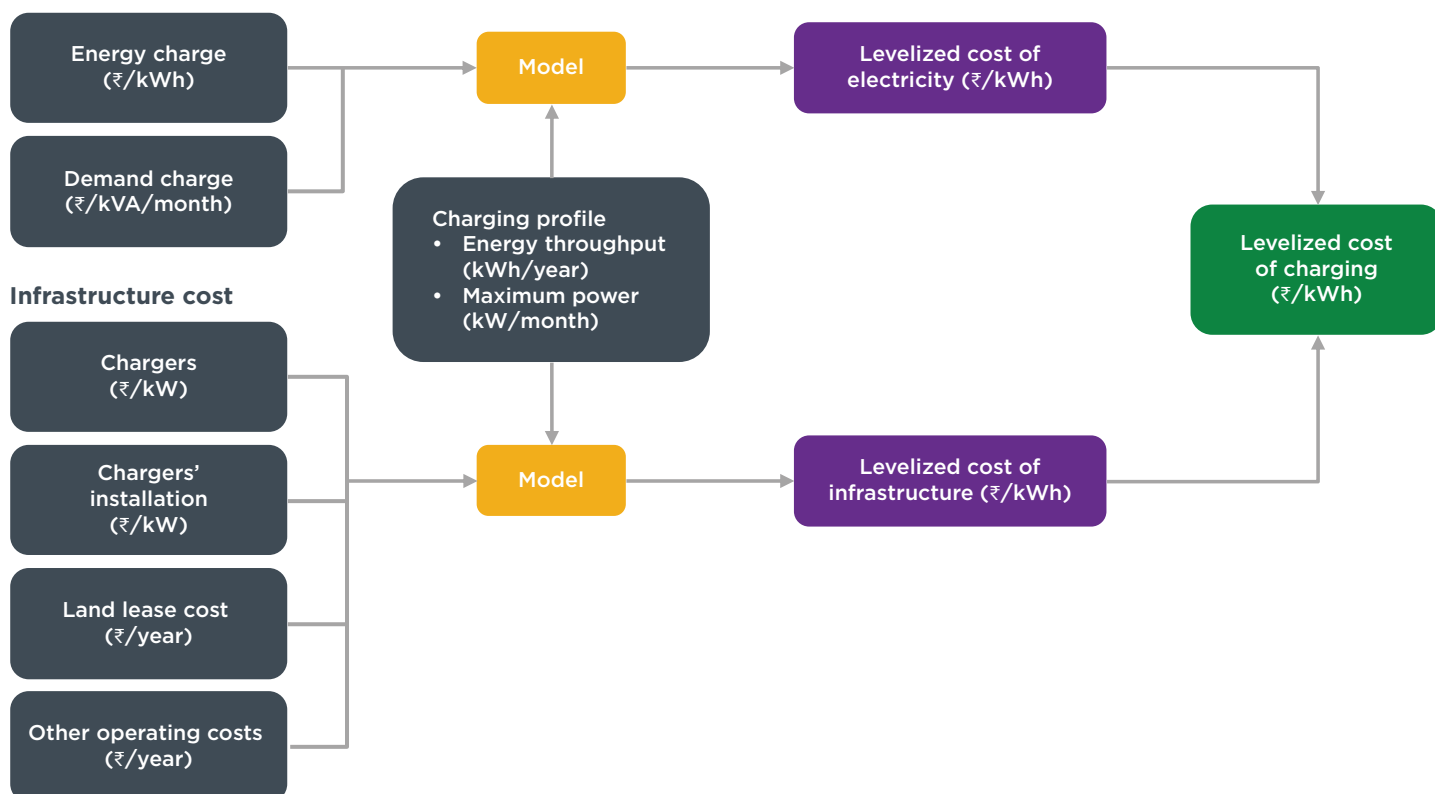 Energy charge
(₹/kWh)
Demand charge
(₹/kVA/month)
Infrastructure cost
Chargers
(₹/kW)
Chargers’
installation
(₹/kW)
Land lease cost
(₹/year)
Other operating costs
(₹/year)
Model
Charging profile
• Energy throughput
(kWh/year)
• Maximum power
(kW/month)
Model
Levelized cost of
electricity (₹/kWh)
Levelized cost of
infrastructure (₹/kWh)
Levelized cost
of charging
(₹/kWh)